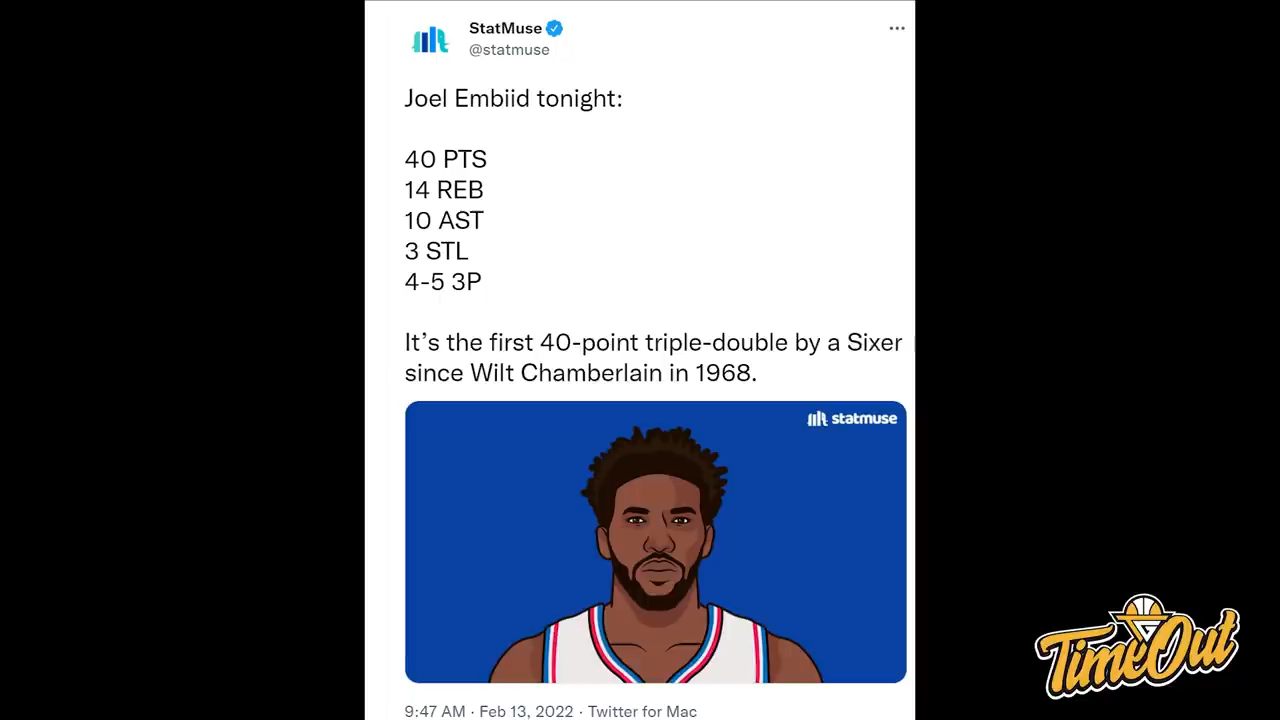 StatMuse
@statmuse
Joel Embiid tonight:
40 PTS
14 REB
10 AST
3 STL
4-5 3P
It’s the first 40-point triple-double by a Sixer
since Wilt Chamberlain in 1968.
statmuse
9:47 AM · Feb 13, 2022 · Twitter for Mac
TimeOut